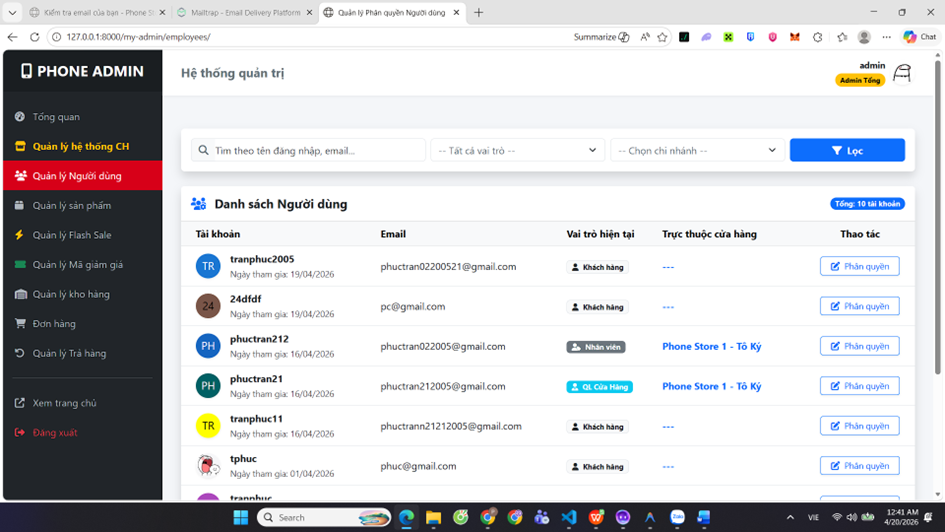 Kiểm tra email của bạn - Phone St
Mailtrap - Email Delivery Platform
Quản lý Phân quyền Người dùng
127.0.0.1:8000/my-admin/employees/
Summarize
Chat
PHONE ADMIN
Hệ thống quản trị
admin
Admin Tổng
Tổng quan
Quản lý hệ thống CH
Quản lý Người dùng
Quản lý sản phẩm
Quản lý Flash Sale
Quản lý Mã giảm giá
Quản lý kho hàng
Đơn hàng
Quản lý Trả hàng
Xem trang chủ
Đăng xuất
Tìm theo tên đăng nhập, email...
-- Tất cả vai trò --
-- Chọn chi nhánh --
Lọc
Danh sách Người dùng
Tổng: 10 tài khoản
Tài khoản Email Vai trò hiện tại Trực thuộc cửa hàng Thao tác
TR tranphuc2005
Ngày tham gia: 19/04/2026 phuctran02200521@gmail.com Khách hàng --- Phân quyền
24 24dfdf
Ngày tham gia: 19/04/2026 pc@gmail.com Khách hàng --- Phân quyền
PH phuctran212
Ngày tham gia: 16/04/2026 phuctran022005@gmail.com Nhân viên Phone Store 1 - Tô Ký Phân quyền
PH phuctran21
Ngày tham gia: 16/04/2026 phuctran212005@gmail.com QL Cửa Hàng Phone Store 1 - Tô Ký Phân quyền
TR tranphuc11
Ngày tham gia: 16/04/2026 phuctrann21212005@gmail.com Khách hàng --- Phân quyền
tphuc
Ngày tham gia: 01/04/2026 phuc@gmail.com Khách hàng --- Phân quyền
tranphuc
Search
VIE
12:41 AM
4/20/2026